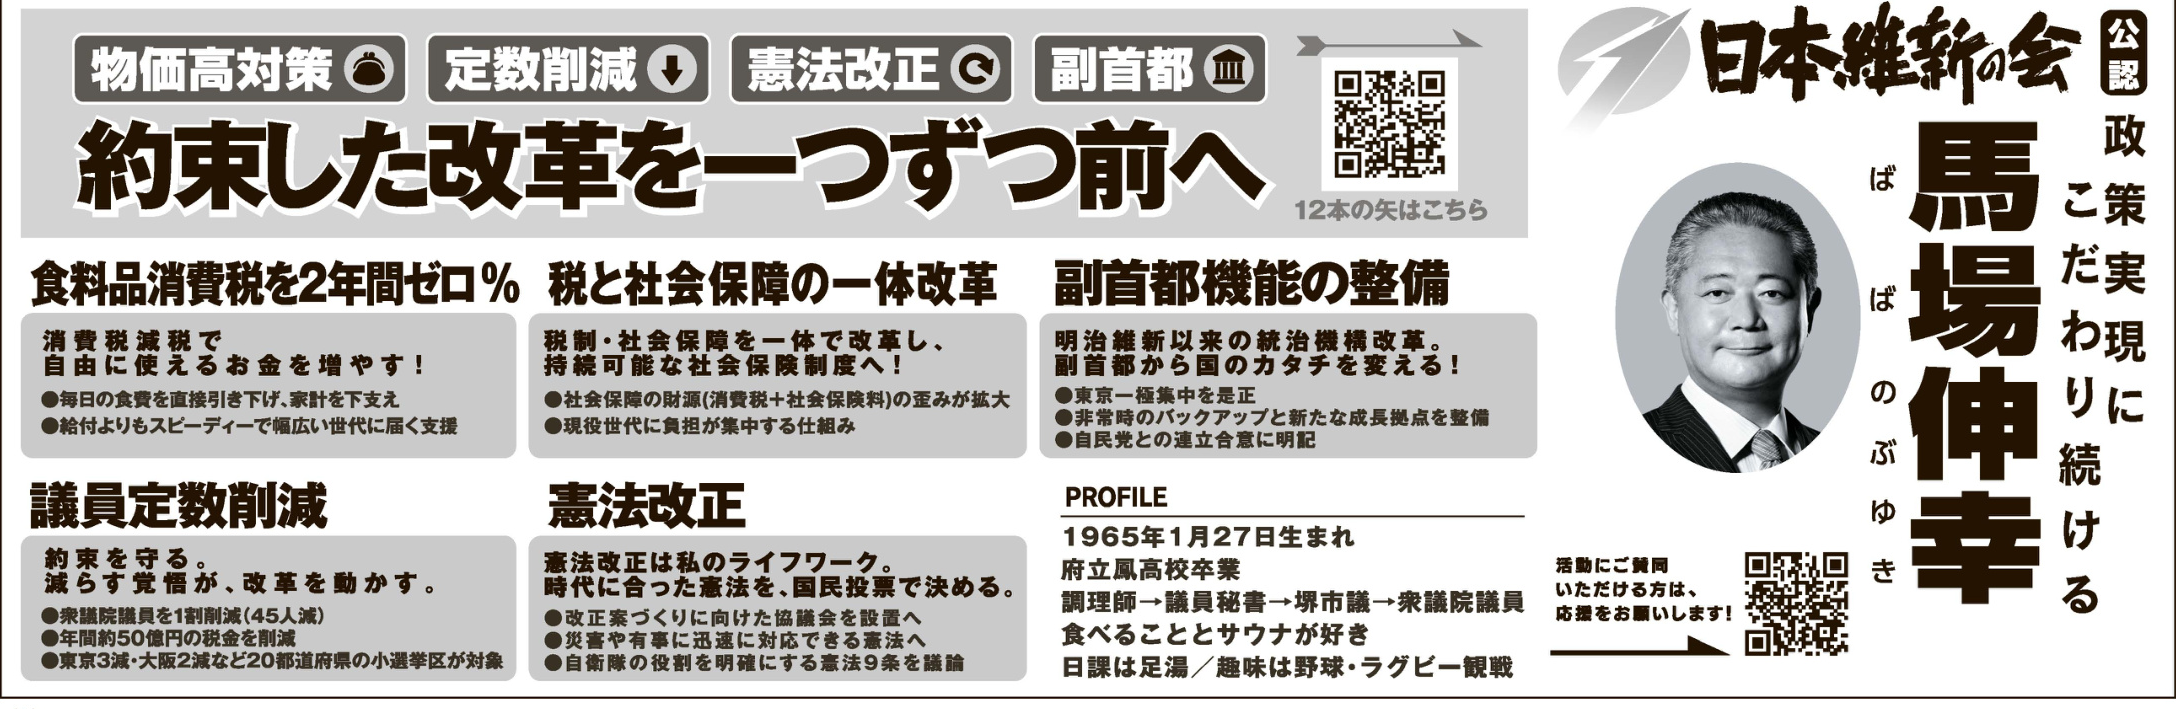 公認
日本維新の会
政策実現に
こだわり続ける
馬場伸幸
ばば のぶゆき
活動にご賛同
いただける方は、
応援をお願いします!
物価高対策
定数削減
憲法改正
副首都
約束した改革を一つずつ前へ
12本の矢はこちら
食料品消費税を2年間ゼロ%
消費税減税で
自由に使えるお金を増やす!
●毎日の食費を直接引き下げ、家計を下支え
●給付よりもスピーディーで幅広い世代に届く支援
税と社会保障の一体改革
税制・社会保障を一体で改革し、
持続可能な社会保険制度へ!
●社会保障の財源(消費税+社会保険料)の歪みが拡大
●現役世代に負担が集中する仕組み
副首都機能の整備
明治維新以来の統治機構改革。
副首都から国のカタチを変える!
●東京一極集中を是正
●非常時のバックアップと新たな成長拠点を整備
●自民党との連立合意に明記
議員定数削減
約束を守る。
減らす覚悟が、改革を動かす。
●衆議院議員を1割削減(45人減)
●年間約50億円の税金を削減
●東京3減・大阪2減など20都道府県の小選挙区が対象
憲法改正
憲法改正は私のライフワーク。
時代に合った憲法を、国民投票で決める。
●改正案づくりに向けた協議会を設置へ
●災害や有事に迅速に対応できる憲法へ
●自衛隊の役割を明確にする憲法9条を議論
PROFILE
1965年1月27日生まれ
府立鳳高校卒業
調理師→議員秘書→堺市議→衆議院議員
食べることとサウナが好き
日課は足湯/趣味は野球・ラグビー観戦